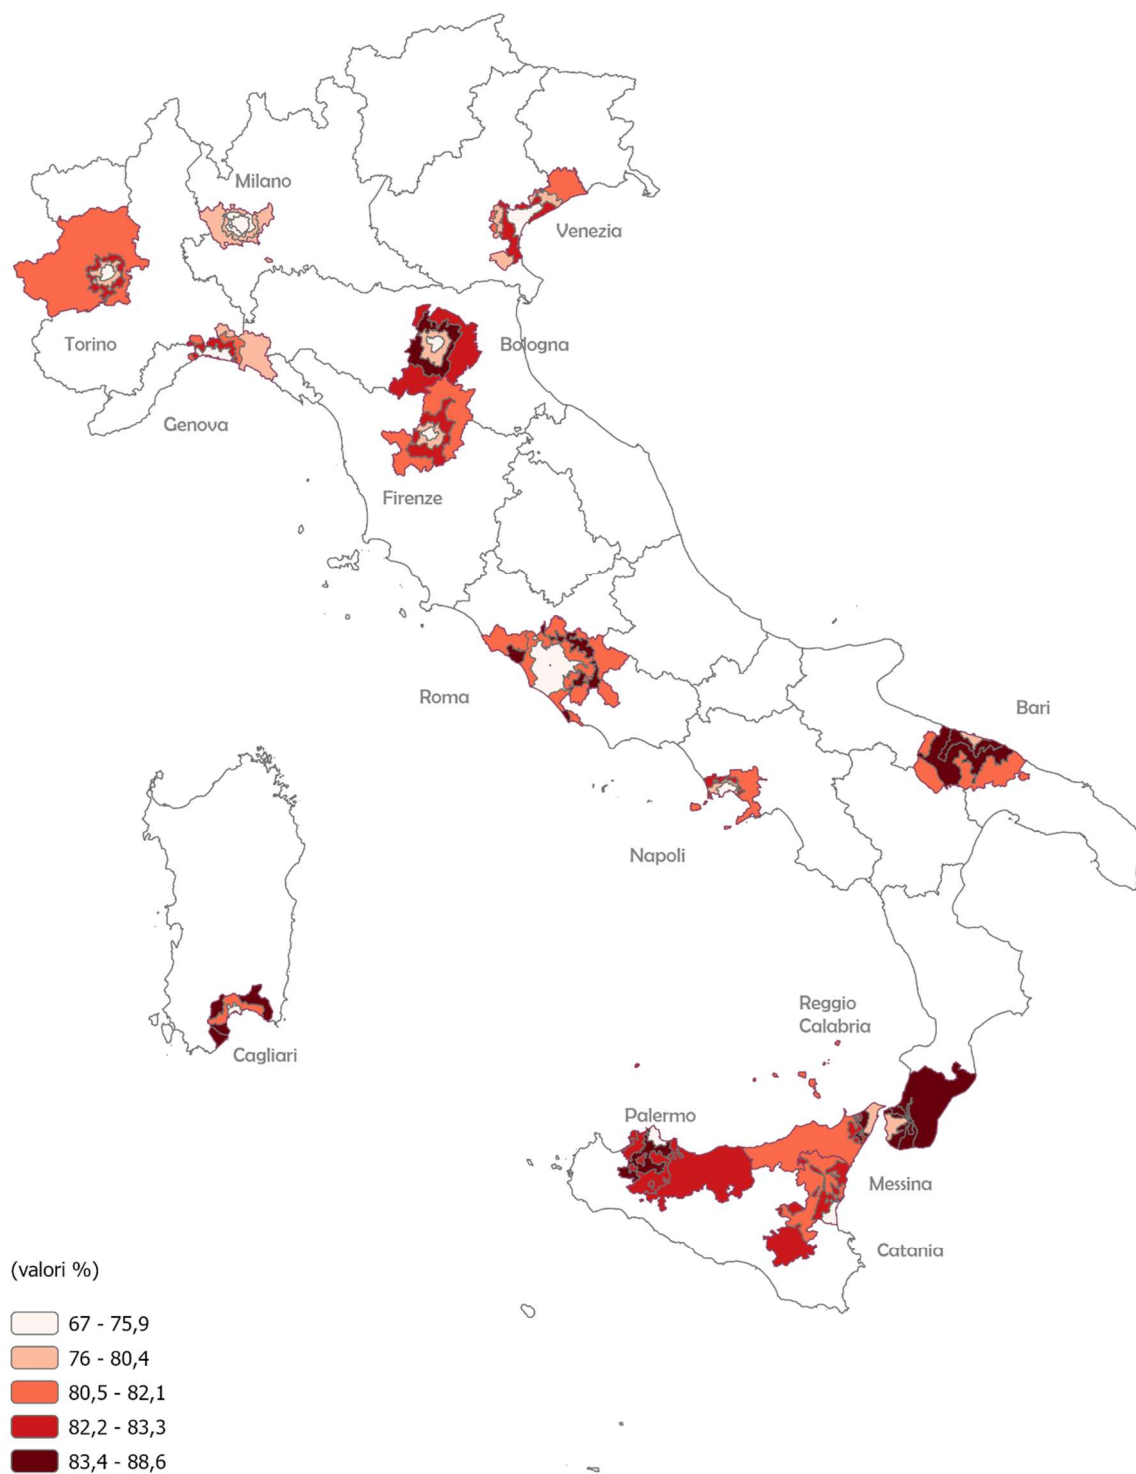 Milano
Venezia
Torino
Bologna
Genova
Firenze
Roma
Bari
Napoli
Reggio
Calabria
Cagliari
Palermo
Messina
Catania
(valori %)
67 - 75,9
76 - 80,4
80,5 - 82,1
82,2 - 83,3
83,4 - 88,6